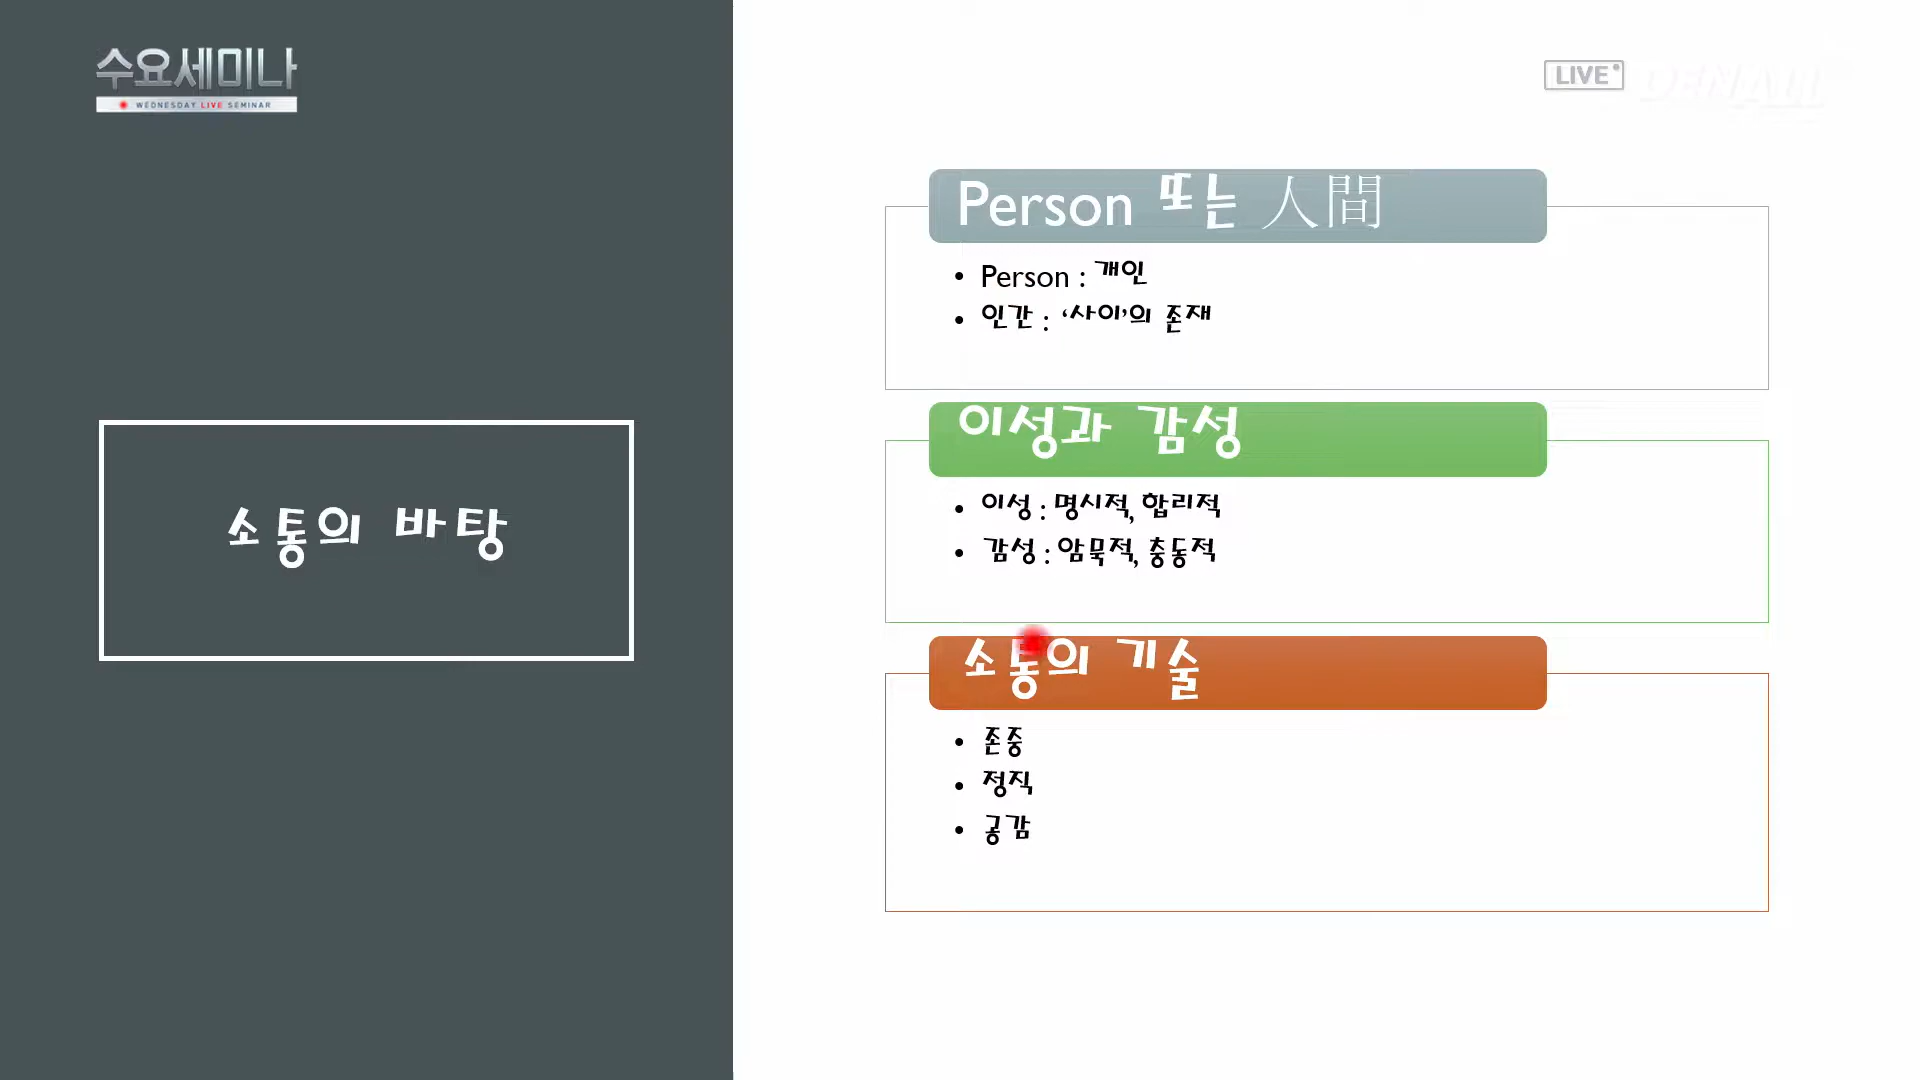 수요세미나
WEDNESDAY LIVE SEMINAR
LIVE
소통의 바탕
Person 또는 人間
• Person : 개인
• 인간 : ‘사이’의 존재
이성과 감성
• 이성 : 명시적, 합리적
• 감성 : 암묵적, 충동적
소통의 기술
• 존중
• 정직
• 공감